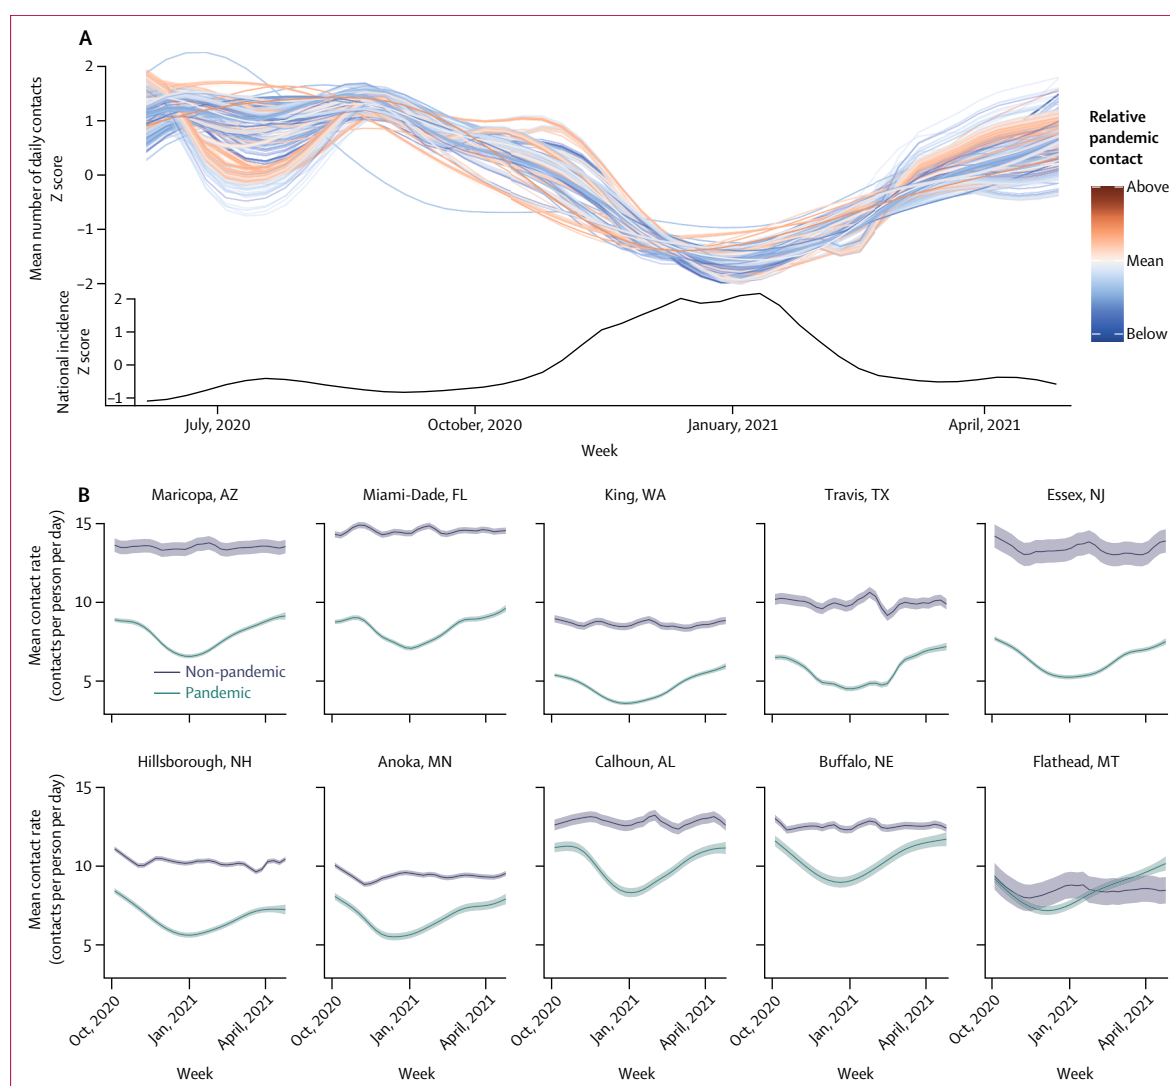 A
Mean number of daily contacts
Z score
2
1
0
−1
−2
National incidence
Z score
2
1
0
−1
July, 2020
October, 2020
January, 2021
April, 2021
Week
Relative
pandemic
contact
Above
Mean
Below
B
Mean contact rate
(contacts per person per day)
Maricopa, AZ
Miami-Dade, FL
King, WA
Travis, TX
Essex, NJ
15
10
5
Non-pandemic
Pandemic
Mean contact rate
(contacts per person per day)
Hillsborough, NH
Anoka, MN
Calhoun, AL
Buffalo, NE
Flathead, MT
15
10
5
Oct, 2020
Jan, 2021
April, 2021
Oct, 2020
Jan, 2021
April, 2021
Oct, 2020
Jan, 2021
April, 2021
Oct, 2020
Jan, 2021
April, 2021
Oct, 2020
Jan, 2021
April, 2021
Week
Week
Week
Week
Week